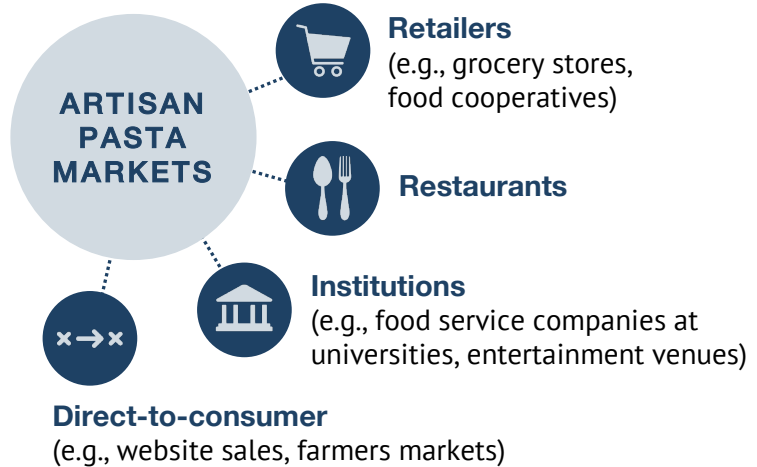 ARTISAN
PASTA
MARKETS
Retailers
(e.g., grocery stores,
food cooperatives)
Restaurants
Institutions
(e.g., food service companies at
universities, entertainment venues)
Direct-to-consumer
(e.g., website sales, farmers markets)